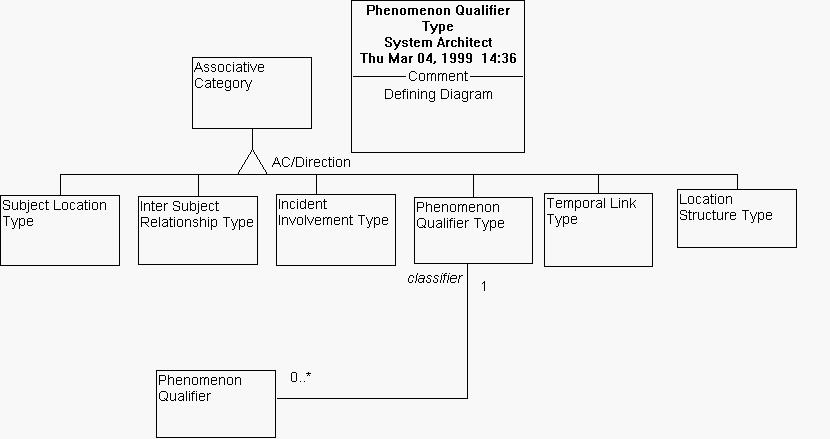 Phenomenon Qualifier
Type
System Architect
Thu Mar 04, 1999  14:36
Comment
Defining Diagram
Associative
Category
AC/Direction
Subject Location
Type
Inter Subject
Relationship Type
Incident
Involvement Type
Phenomenon
Qualifier Type
Temporal Link
Type
Location
Structure Type
classifier
1
0..*
Phenomenon
Qualifier